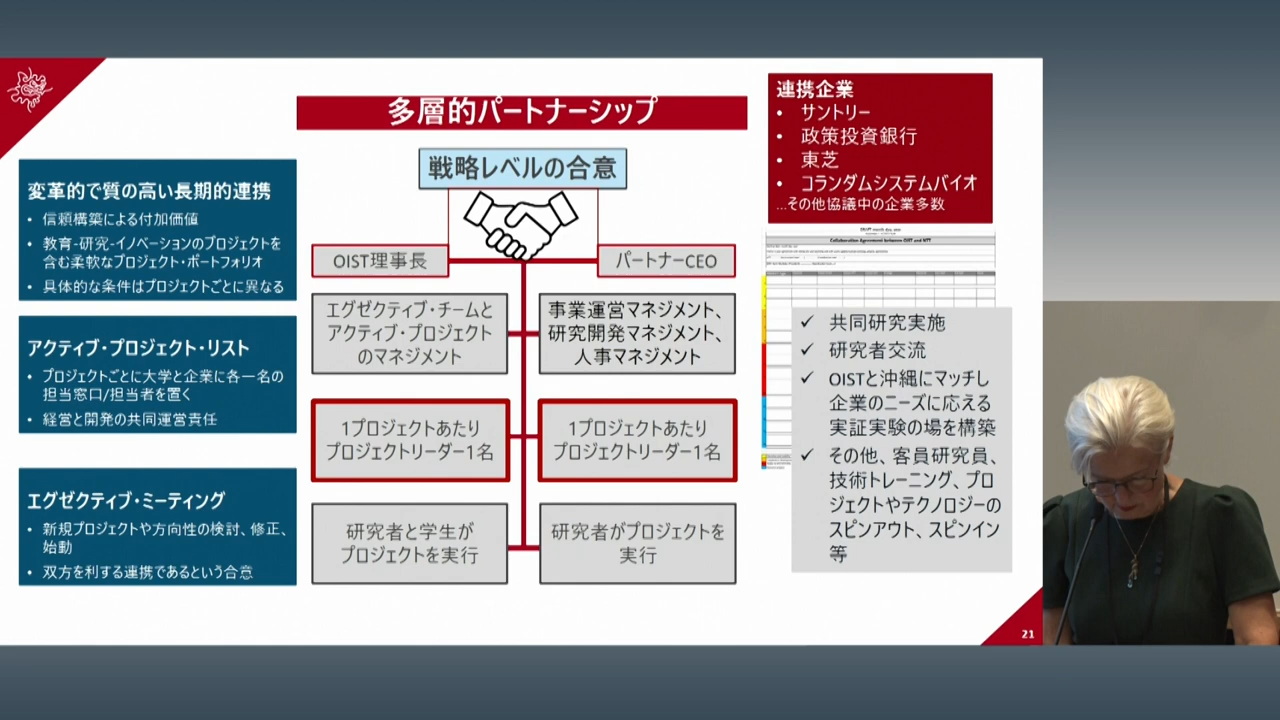 多層的パートナーシップ
戦略レベルの合意
OIST理事長
パートナーCEO
エグゼクティブ・チームと
アクティブ・プロジェクト
のマネジメント
事業運営マネジメント、
研究開発マネジメント、
人事マネジメント
1プロジェクトあたり
プロジェクトリーダー1名
1プロジェクトあたり
プロジェクトリーダー1名
研究者と学生が
プロジェクトを実行
研究者がプロジェクトを
実行
変革的で質の高い長期的連携
• 信頼構築による付加価値
• 教育-研究-イノベーションのプロジェクトを
含む柔軟なプロジェクト・ポートフォリオ
• 具体的な条件はプロジェクトごとに異なる
アクティブ・プロジェクト・リスト
• プロジェクトごとに大学と企業に各一名の
担当窓口/担当者を置く
• 経営と開発の共同運営責任
エグゼクティブ・ミーティング
• 新規プロジェクトや方向性の検討、修正、
始動
• 双方を利する連携であるという合意
連携企業
• サントリー
• 政策投資銀行
• 東芝
• コランダムシステムバイオ
...その他協議中の企業多数
Collaboration Agreement between OIST and NTT
✓ 共同研究実施
✓ 研究者交流
✓ OISTと沖縄にマッチし
企業のニーズに応える
実証実験の場を構築
✓ その他、客員研究員、
技術トレーニング、プロ
ジェクトやテクノロジーの
スピンアウト、スピンイン
等
21